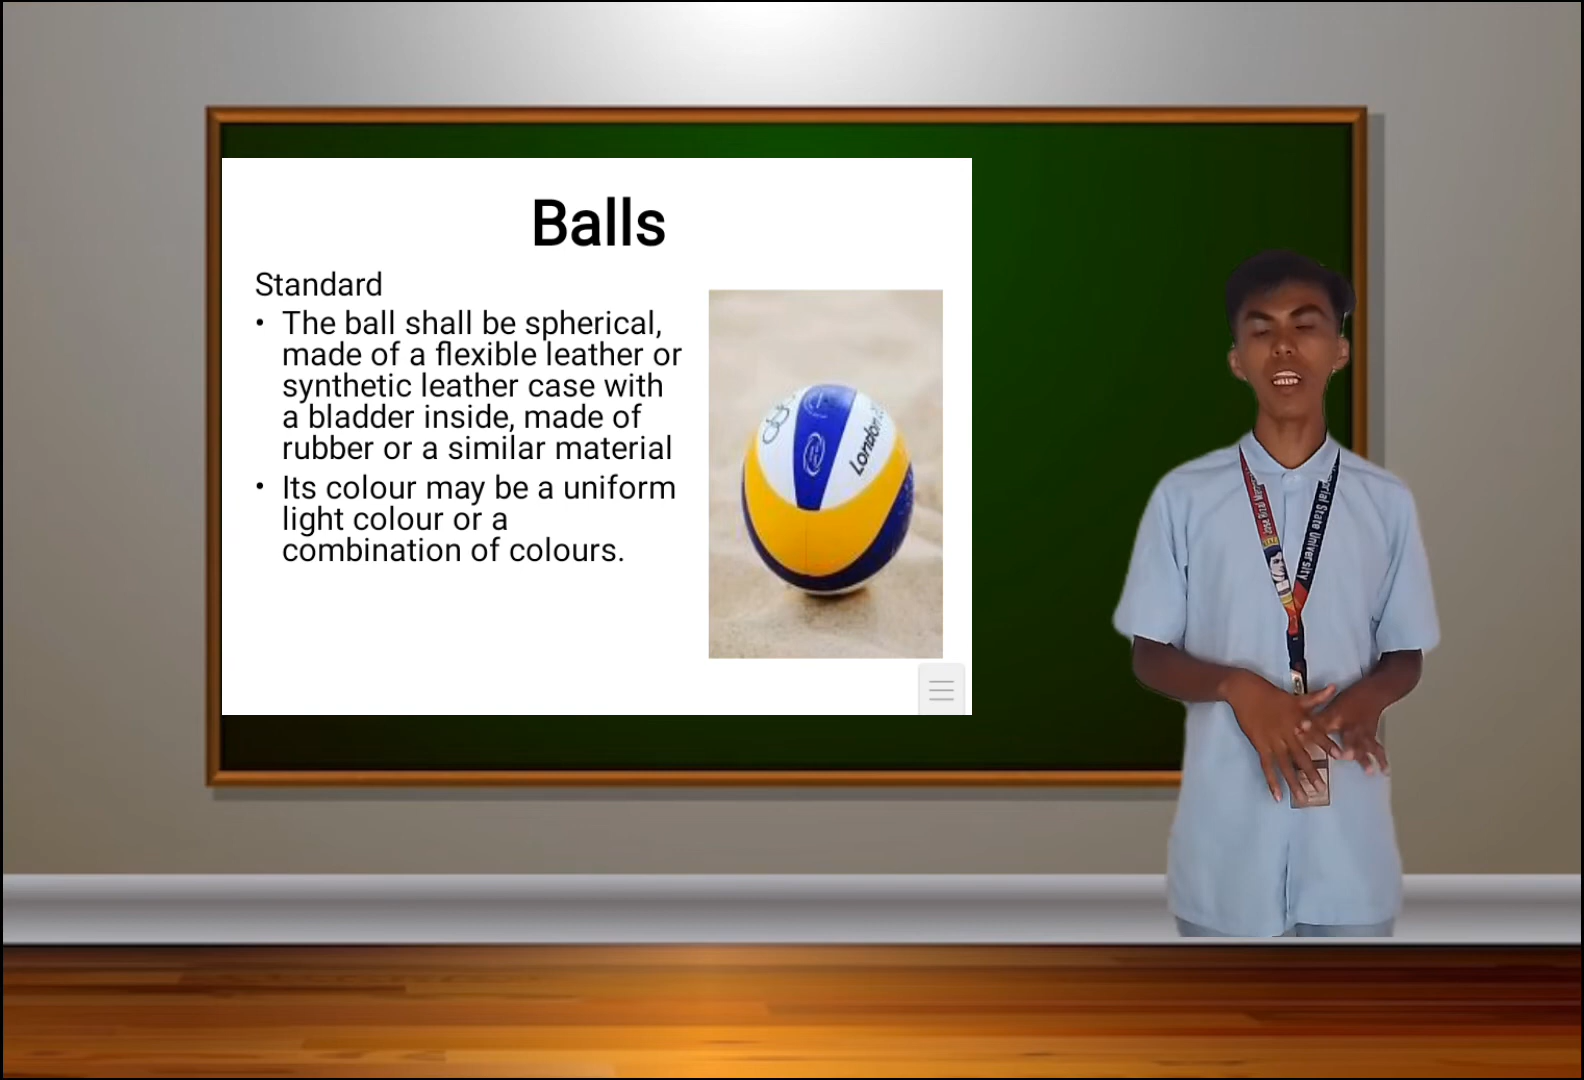 Balls
Standard
• The ball shall be spherical,
made of a flexible leather or
synthetic leather case with
a bladder inside, made of
rubber or a similar material
• Its colour may be a uniform
light colour or a
combination of colours.
London
State University